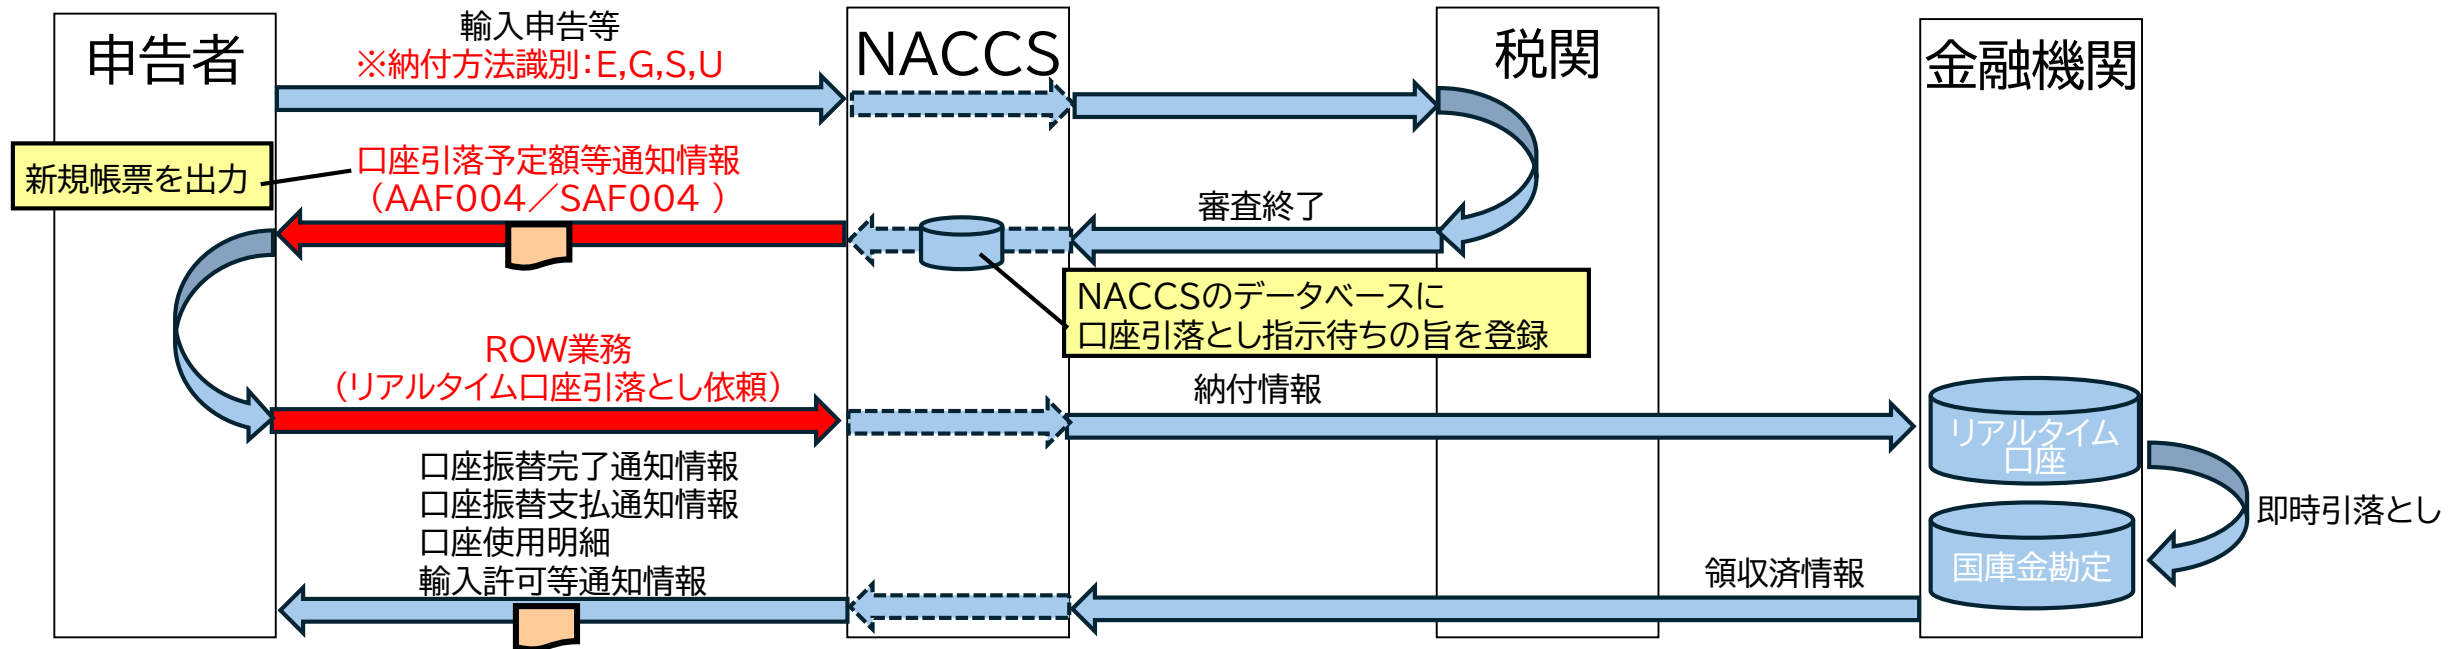 申告者
輸入申告等
※納付方法識別：E,G,S,U
NACCS
税関
金融機関
新規帳票を出力
口座引落予定額等通知情報
（AAF004／SAF004 ）
審査終了
NACCSのデータベースに
口座引落とし指示待ちの旨を登録
ROW業務
（リアルタイム口座引落とし依頼）
納付情報
リアルタイム
口座
口座振替完了通知情報
口座振替支払通知情報
口座使用明細
輸入許可等通知情報
即時引落とし
領収済情報
国庫金勘定